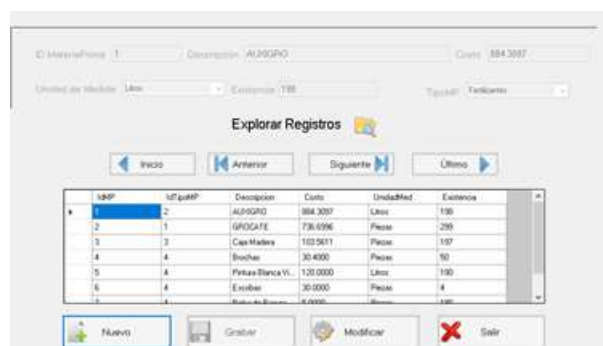 ID MateriaPrima 1 Descripción AUXIGRO Costo 884.3097
Unidad de Medida Litros Existencia 198 TipoMP Fertilizantes
Explorar Registros
Inicio Anterior Siguiente Último
IdMP IdTipoMP Descripcion Costo UnidadMed Existencia
1 2 AUXIGRO 884.3097 Litros 198
2 1 GROCATE 736.6996 Piezas 299
3 3 Caja Madera 103.5611 Piezas 197
4 4 Brochas 30.4000 Piezas 50
5 4 Pintura Blanca Vi... 120.0000 Litros 100
6 4 Escobas 30.0000 Piezas 4
Nuevo Grabar Modificar Salir